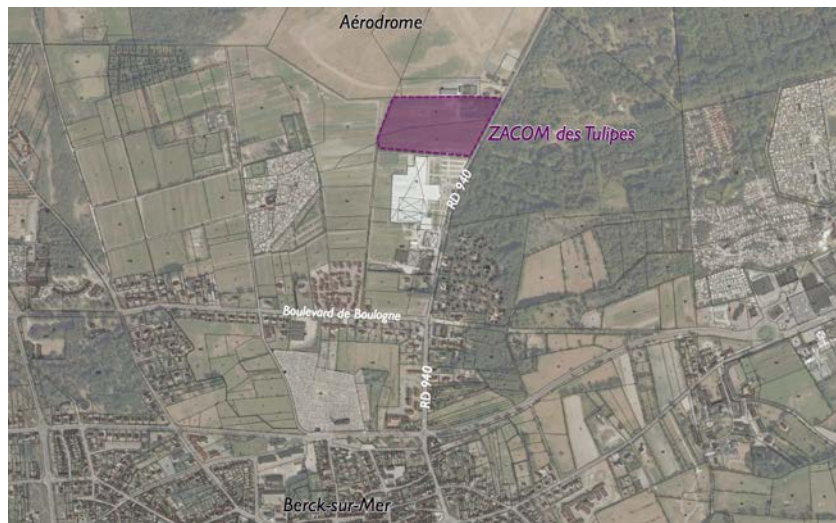 Aérodrome
ZACOM des Tulipes
RD 940
Boulevard de Boulogne
RD 940
Berck-sur-Mer